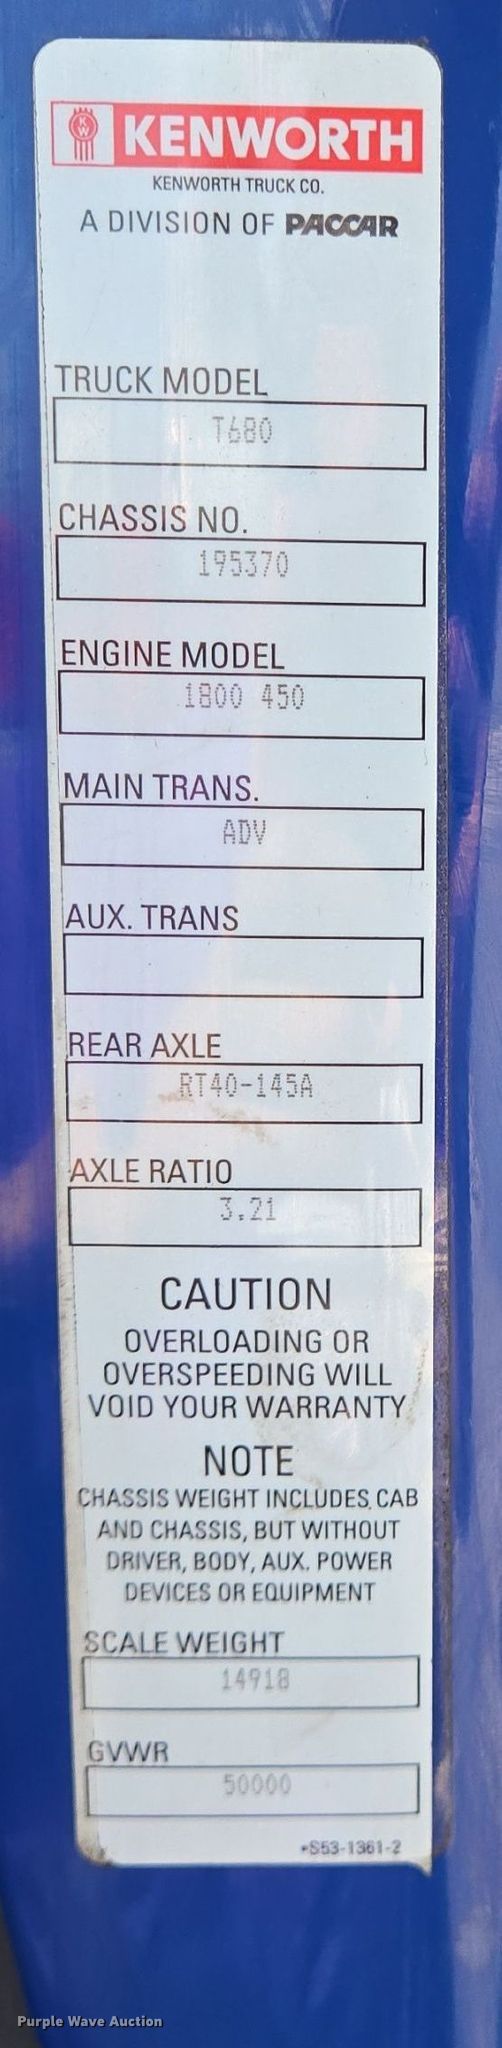 KW KENWORTH
KENWORTH TRUCK CO.
A DIVISION OF PACCAR
TRUCK MODEL
T680
CHASSIS NO.
195370
ENGINE MODEL
1800 450
MAIN TRANS.
ADV
AUX. TRANS
REAR AXLE
RT40-145A
AXLE RATIO
3.21
CAUTION
OVERLOADING OR
OVERSPEEDING WILL
VOID YOUR WARRANTY
NOTE
CHASSIS WEIGHT INCLUDES CAB
AND CHASSIS, BUT WITHOUT
DRIVER, BODY, AUX. POWER
DEVICES OR EQUIPMENT
SCALE WEIGHT
14918
GVWR
50000
*S53-1361-2
Purple Wave Auction